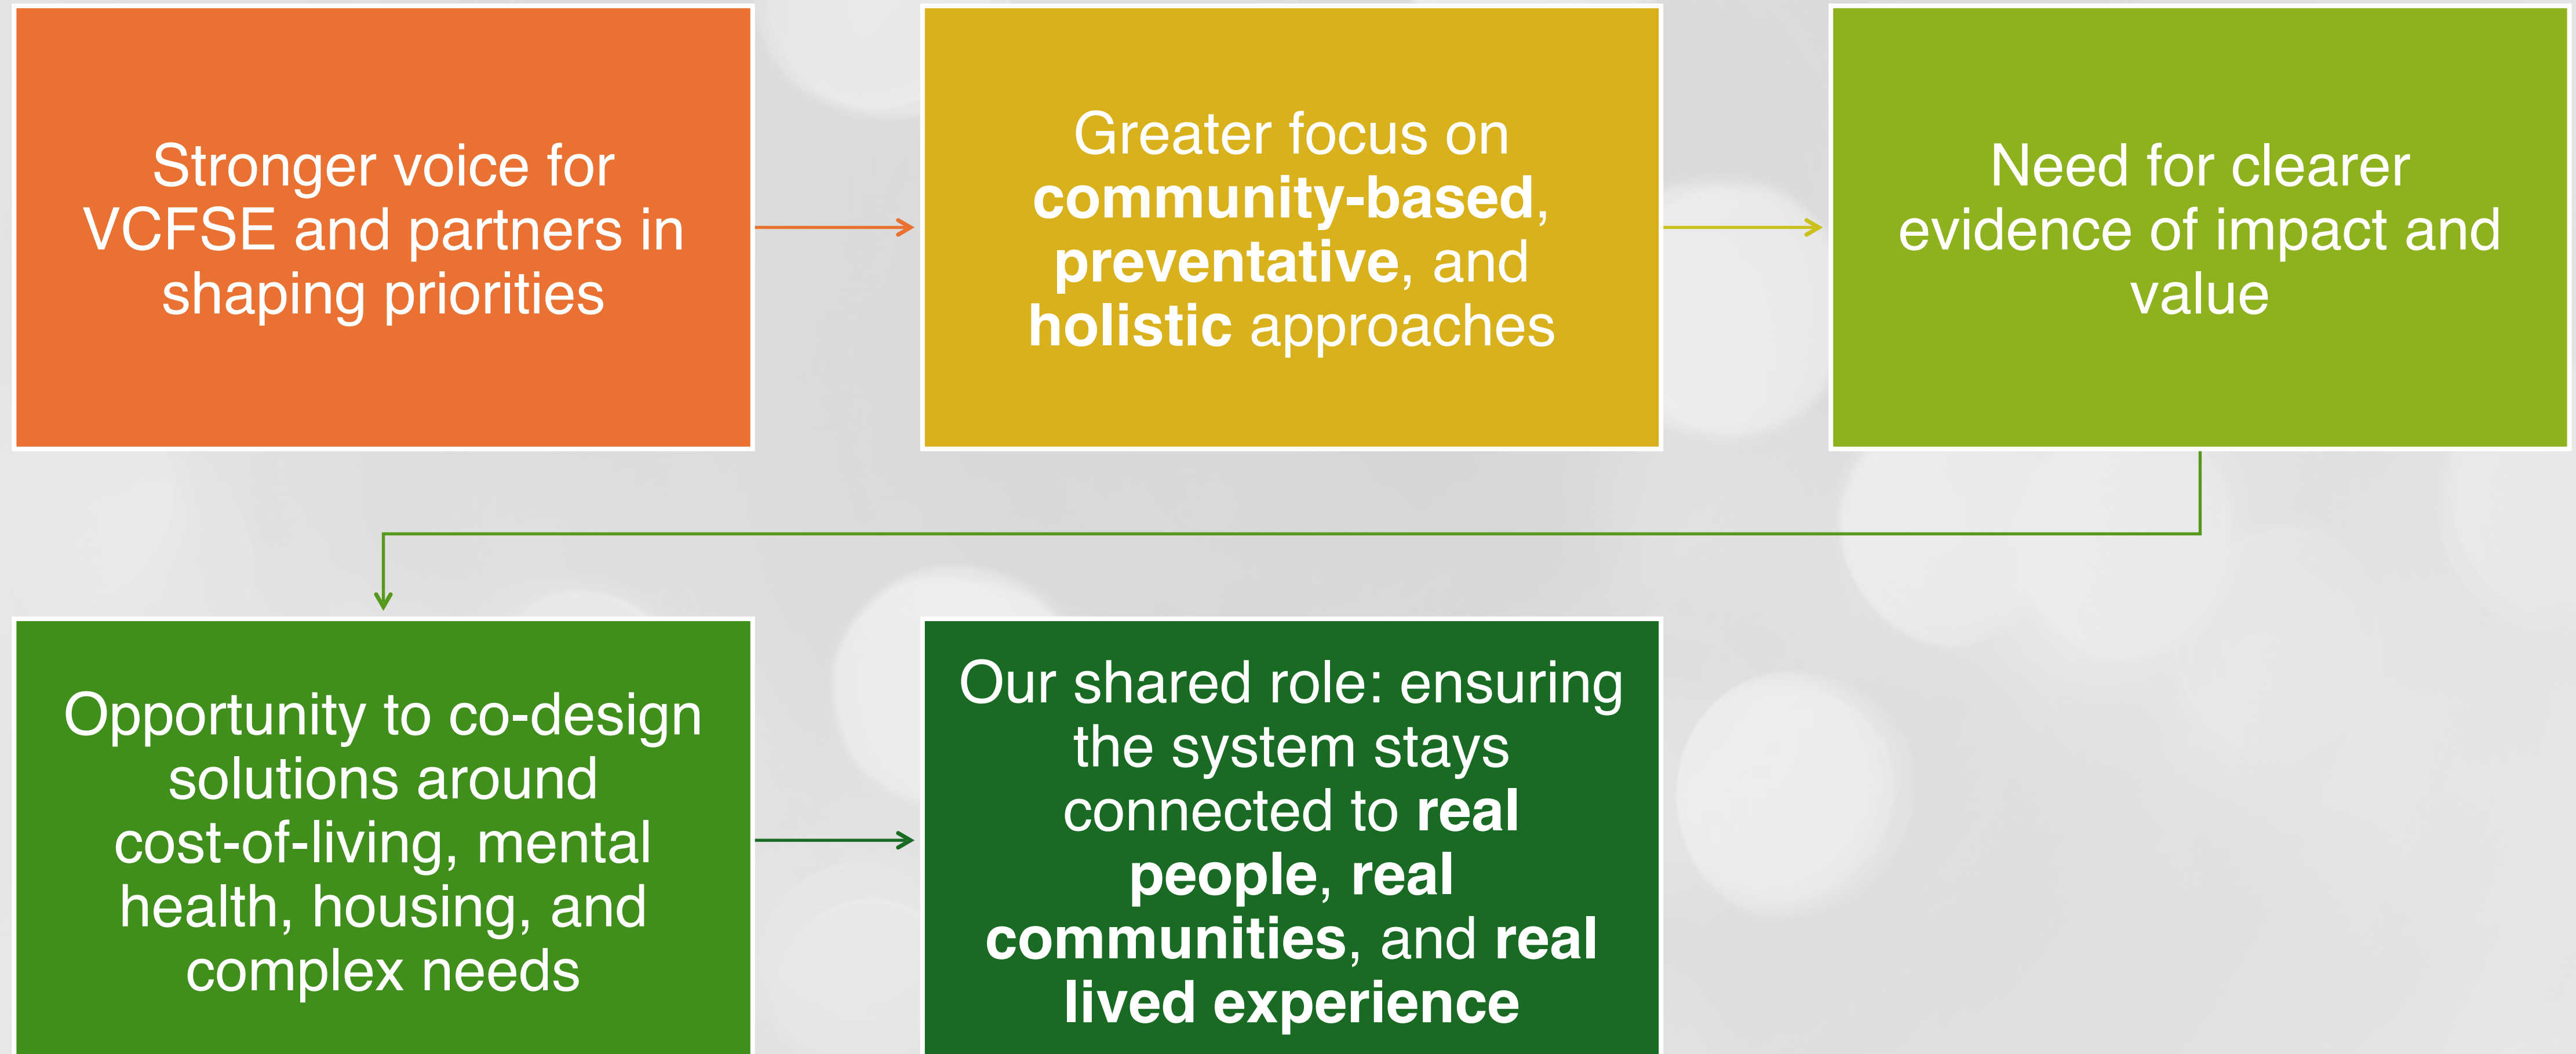 Stronger voice for
VCFSE and partners in
shaping priorities
Greater focus on
community-based,
preventative, and
holistic approaches
Need for clearer
evidence of impact and
value
Opportunity to co-design
solutions around
cost-of-living, mental
health, housing, and
complex needs
Our shared role: ensuring
the system stays
connected to real
people, real
communities, and real
lived experience